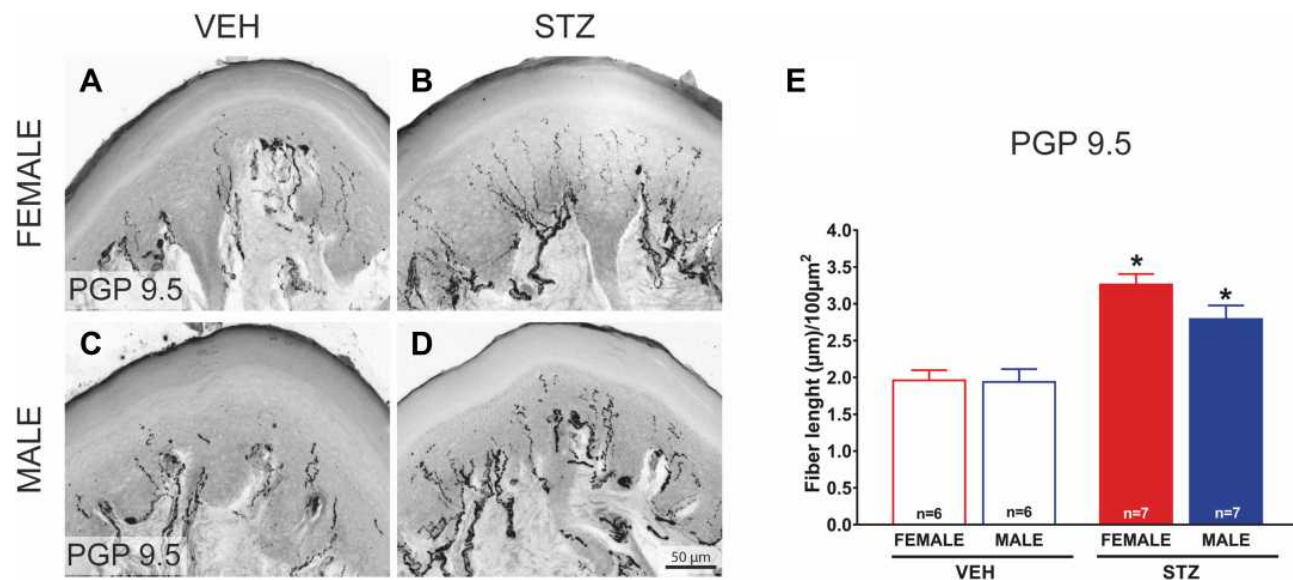 VEH
STZ
FEMALE
MALE
A
PGP 9.5
B
C
PGP 9.5
D
50 µm
E
PGP 9.5
Fiber lenght (µm)/100µm²
4.0
3.5
3.0
2.5
2.0
1.5
1.0
0.5
0.0
* *
n=6 n=6 n=7 n=7
FEMALE MALE FEMALE MALE
VEH STZ